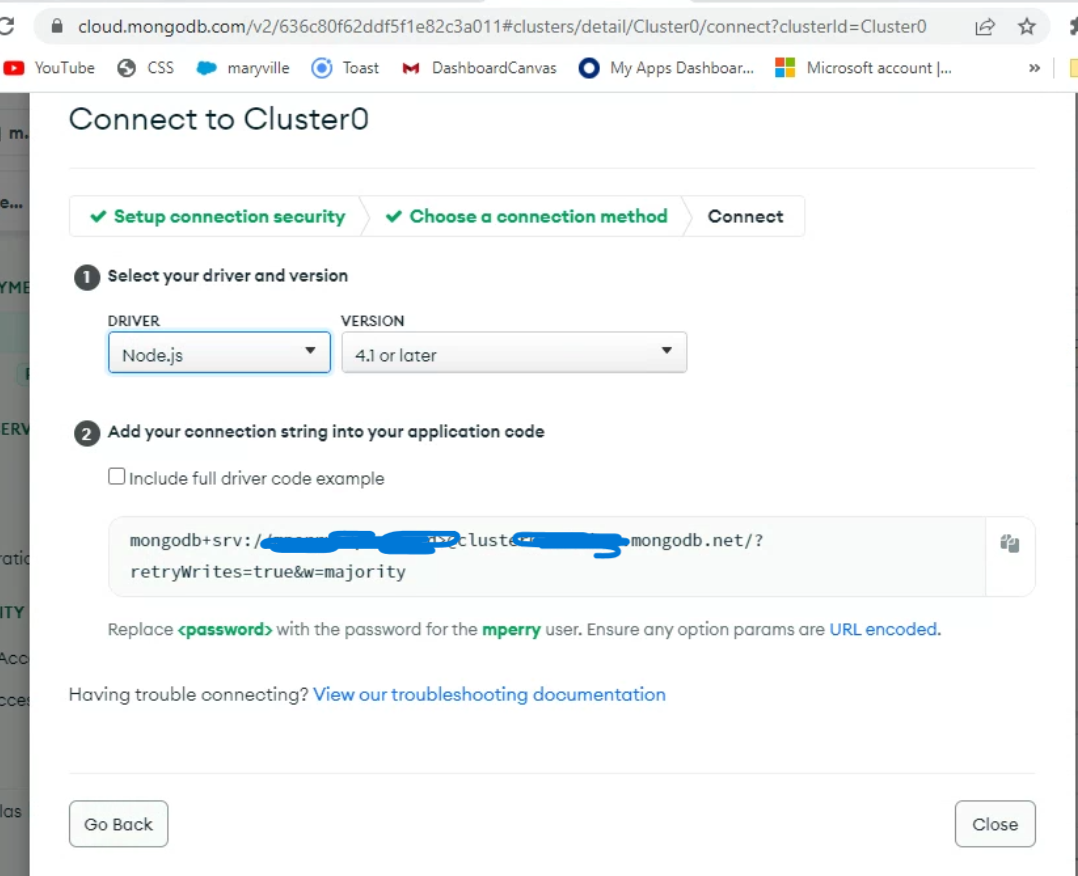 cloud.mongodb.com/v2/636c80f62ddf5f1e82c3a011#clusters/detail/Cluster0/connect?clusterId=Cluster0
YouTube CSS maryville Toast DashboardCanvas My Apps Dashboar... Microsoft account |... »
m.
Connect to Cluster0
e...
Setup connection security Choose a connection method Connect
1 Select your driver and version
YME
DRIVER VERSION
Node.js 4.1 or later
ERV
2 Add your connection string into your application code
Include full driver code example
mongodb+srv:/ cluste mongodb.net/?
retryWrites=true&w=majority
ITY
Replace <password> with the password for the mperry user. Ensure any option params are URL encoded.
Acce
cces
Having trouble connecting? View our troubleshooting documentation
las
Go Back Close